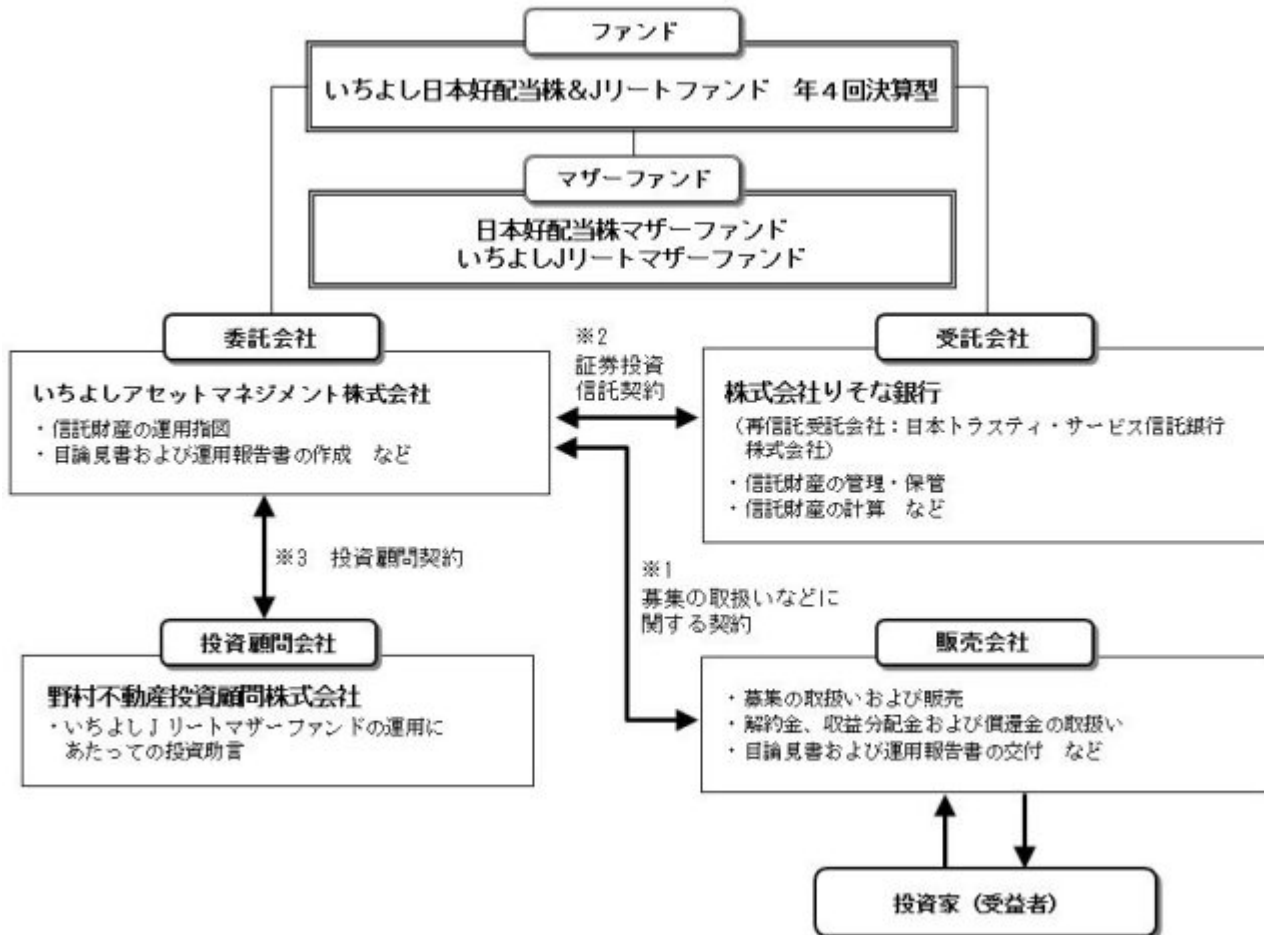 ファンド
いちよし日本好配当株&Jリートファンド 年4回決算型
マザーファンド
日本好配当株マザーファンド
いちよしJリートマザーファンド
委託会社
いちよしアセットマネジメント株式会社
・信託財産の運用指図
・目論見書および運用報告書の作成 など
※2
証券投資
信託契約
受託会社
株式会社りそな銀行
（再信託受託会社：日本トラスティ・サービス信託銀行
株式会社）
・信託財産の管理・保管
・信託財産の計算 など
※3 投資顧問契約
※1
募集の取扱いなどに
関する契約
投資顧問会社
野村不動産投資顧問株式会社
・いちよしJリートマザーファンドの運用に
あたっての投資助言
販売会社
・募集の取扱いおよび販売
・解約金、収益分配金および償還金の取扱い
・目論見書および運用報告書の交付 など
投資家（受益者）